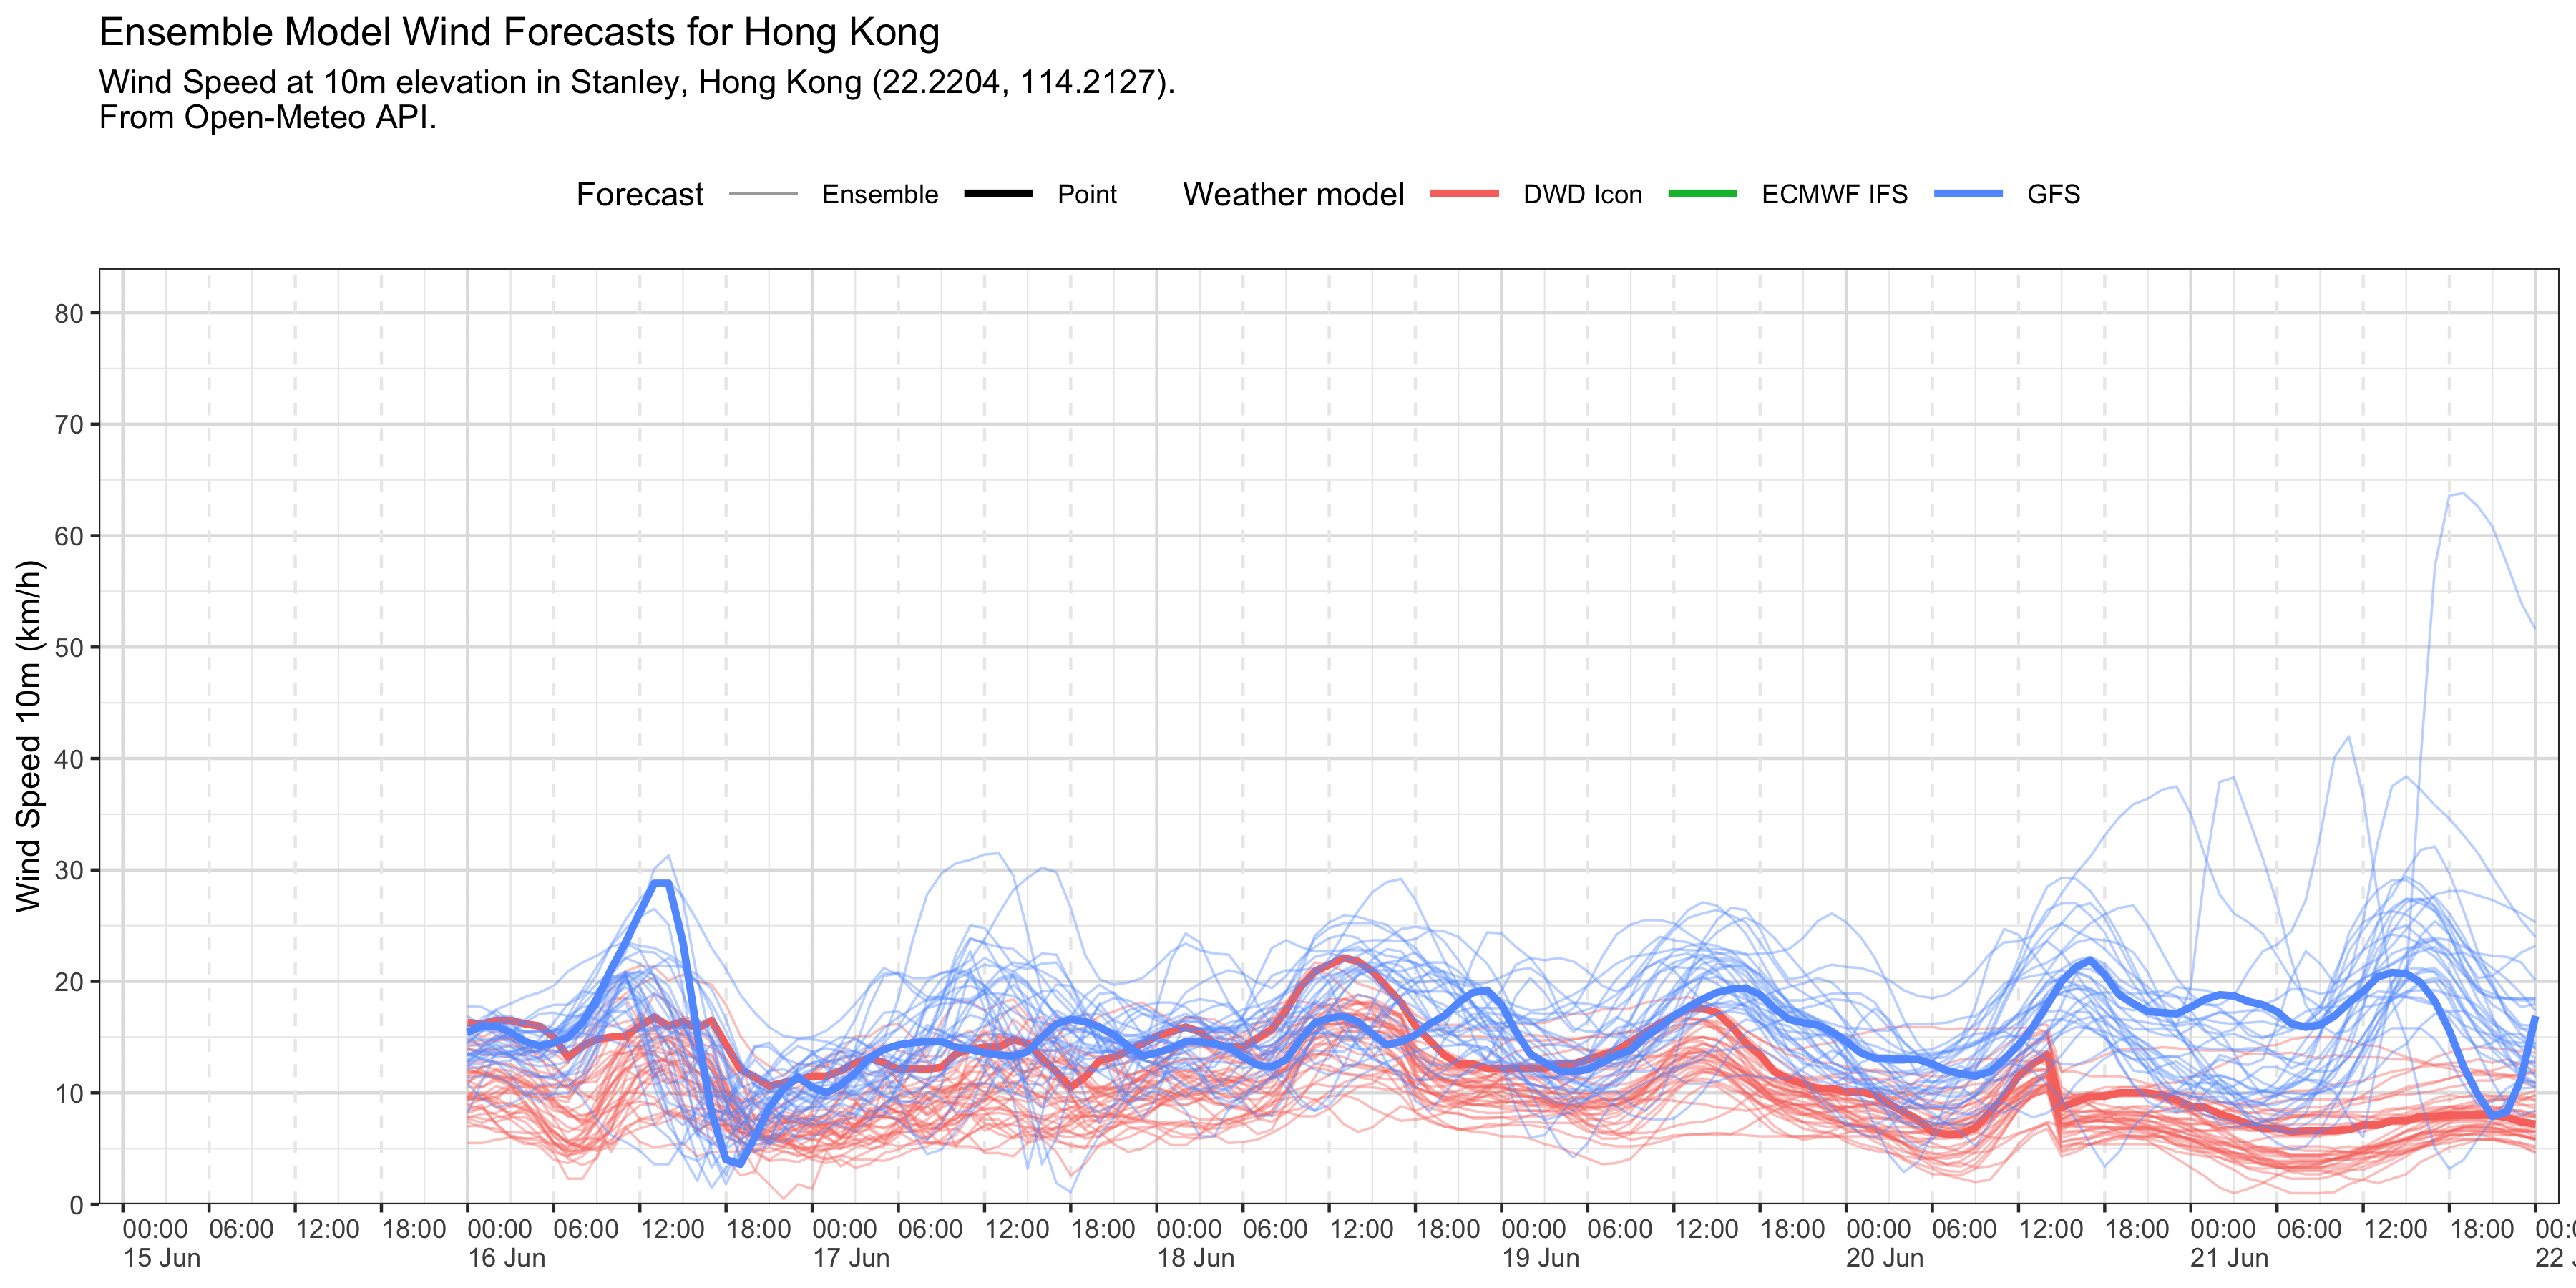 Ensemble Model Wind Forecasts for Hong Kong
Wind Speed at 10m elevation in Stanley, Hong Kong (22.2204, 114.2127).
From Open-Meteo API.
Forecast Ensemble Point Weather model DWD Icon ECMWF IFS GFS
Wind Speed 10m (km/h)
80
70
60
50
40
30
20
10
0
00:00 06:00 12:00 18:00 00:00 06:00 12:00 18:00 00:00 06:00 12:00 18:00 00:00 06:00 12:00 18:00 00:00 06:00 12:00 18:00 00:00 06:00 12:00 18:00 00:00 06:00 12:00 18:00
15 Jun 16 Jun 17 Jun 18 Jun 19 Jun 20 Jun 21 Jun 22